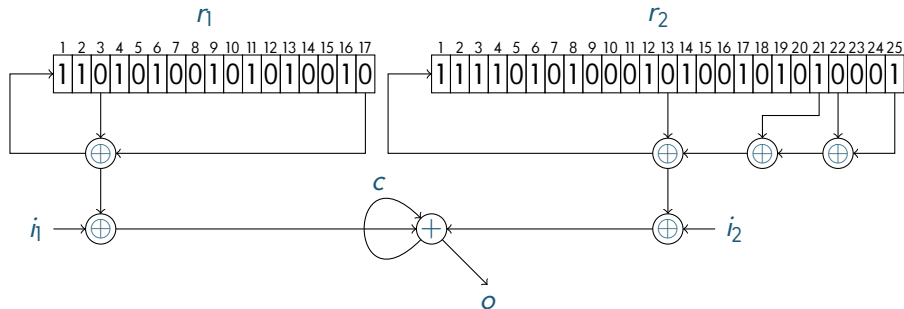 r₁ r₂
1 2 3 4 5 6 7 8 9 10 11 12 13 14 15 16 17 1 2 3 4 5 6 7 8 9 10 11 12 13 14 15 16 17 18 19 20 21 22 23 24 25
1 1 0 1 0 1 0 0 1 0 1 0 1 0 0 1 0 1 1 1 1 0 1 0 1 0 0 0 1 0 1 0 0 1 0 1 0 1 0 0 0 1
⊕ ⊕ ⊕ ⊕
c
i₁ ⊕ + ⊕ i₂
o